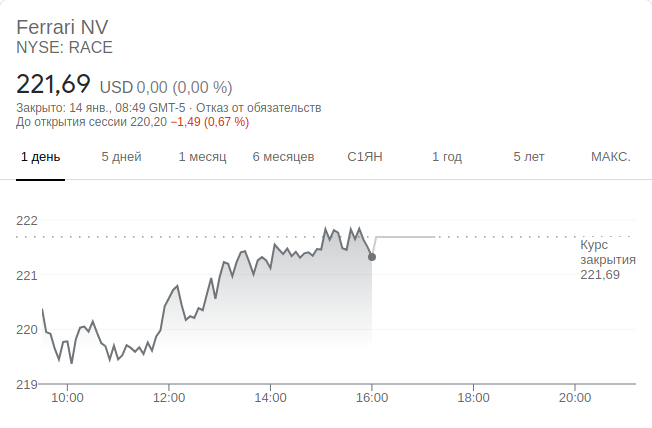 Ferrari NV
NYSE: RACE
221,69 USD 0,00 (0,00 %)
Закрыто: 14 янв., 08:49 GMT-5 · Отказ от обязательств
До открытия сессии 220,20 −1,49 (0,67 %)
1 день 5 дней 1 месяц 6 месяцев С1ЯН 1 год 5 лет МАКС.
222
Курс
закрытия
221,69
221
220
219
10:00 12:00 14:00 16:00 18:00 20:00